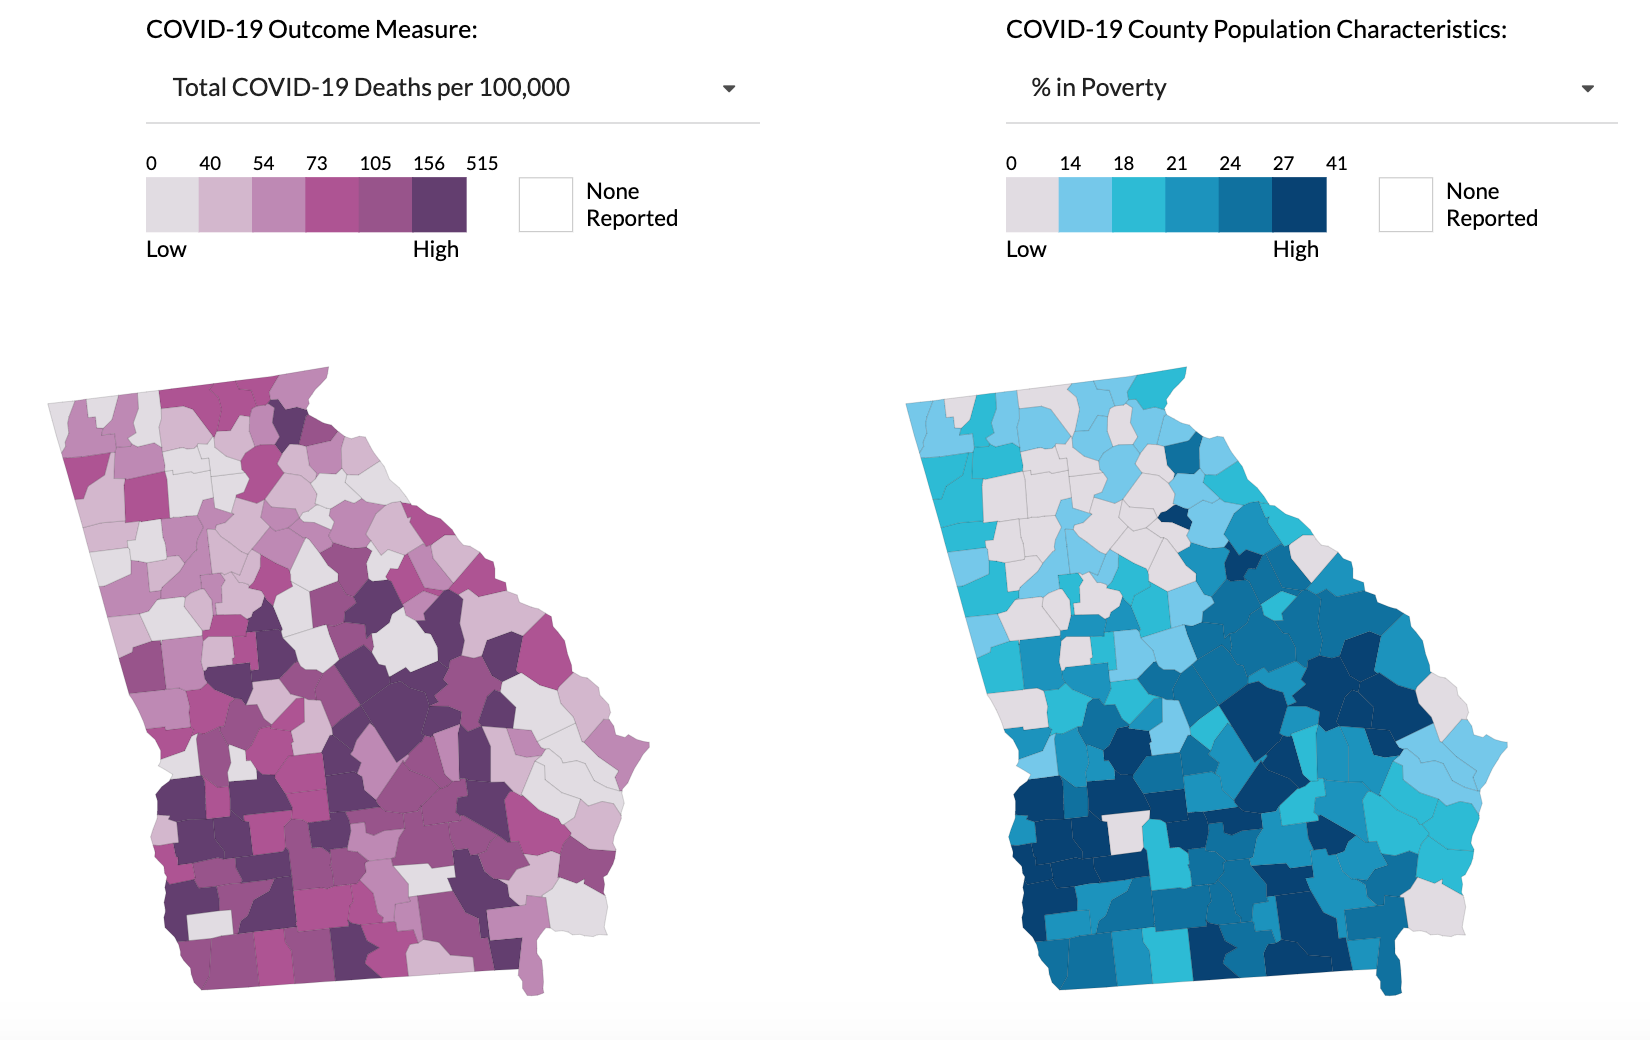 COVID-19 Outcome Measure:
Total COVID-19 Deaths per 100,000
0 40 54 73 105 156 515
None
Reported
Low High
COVID-19 County Population Characteristics:
% in Poverty
0 14 18 21 24 27 41
None
Reported
Low High